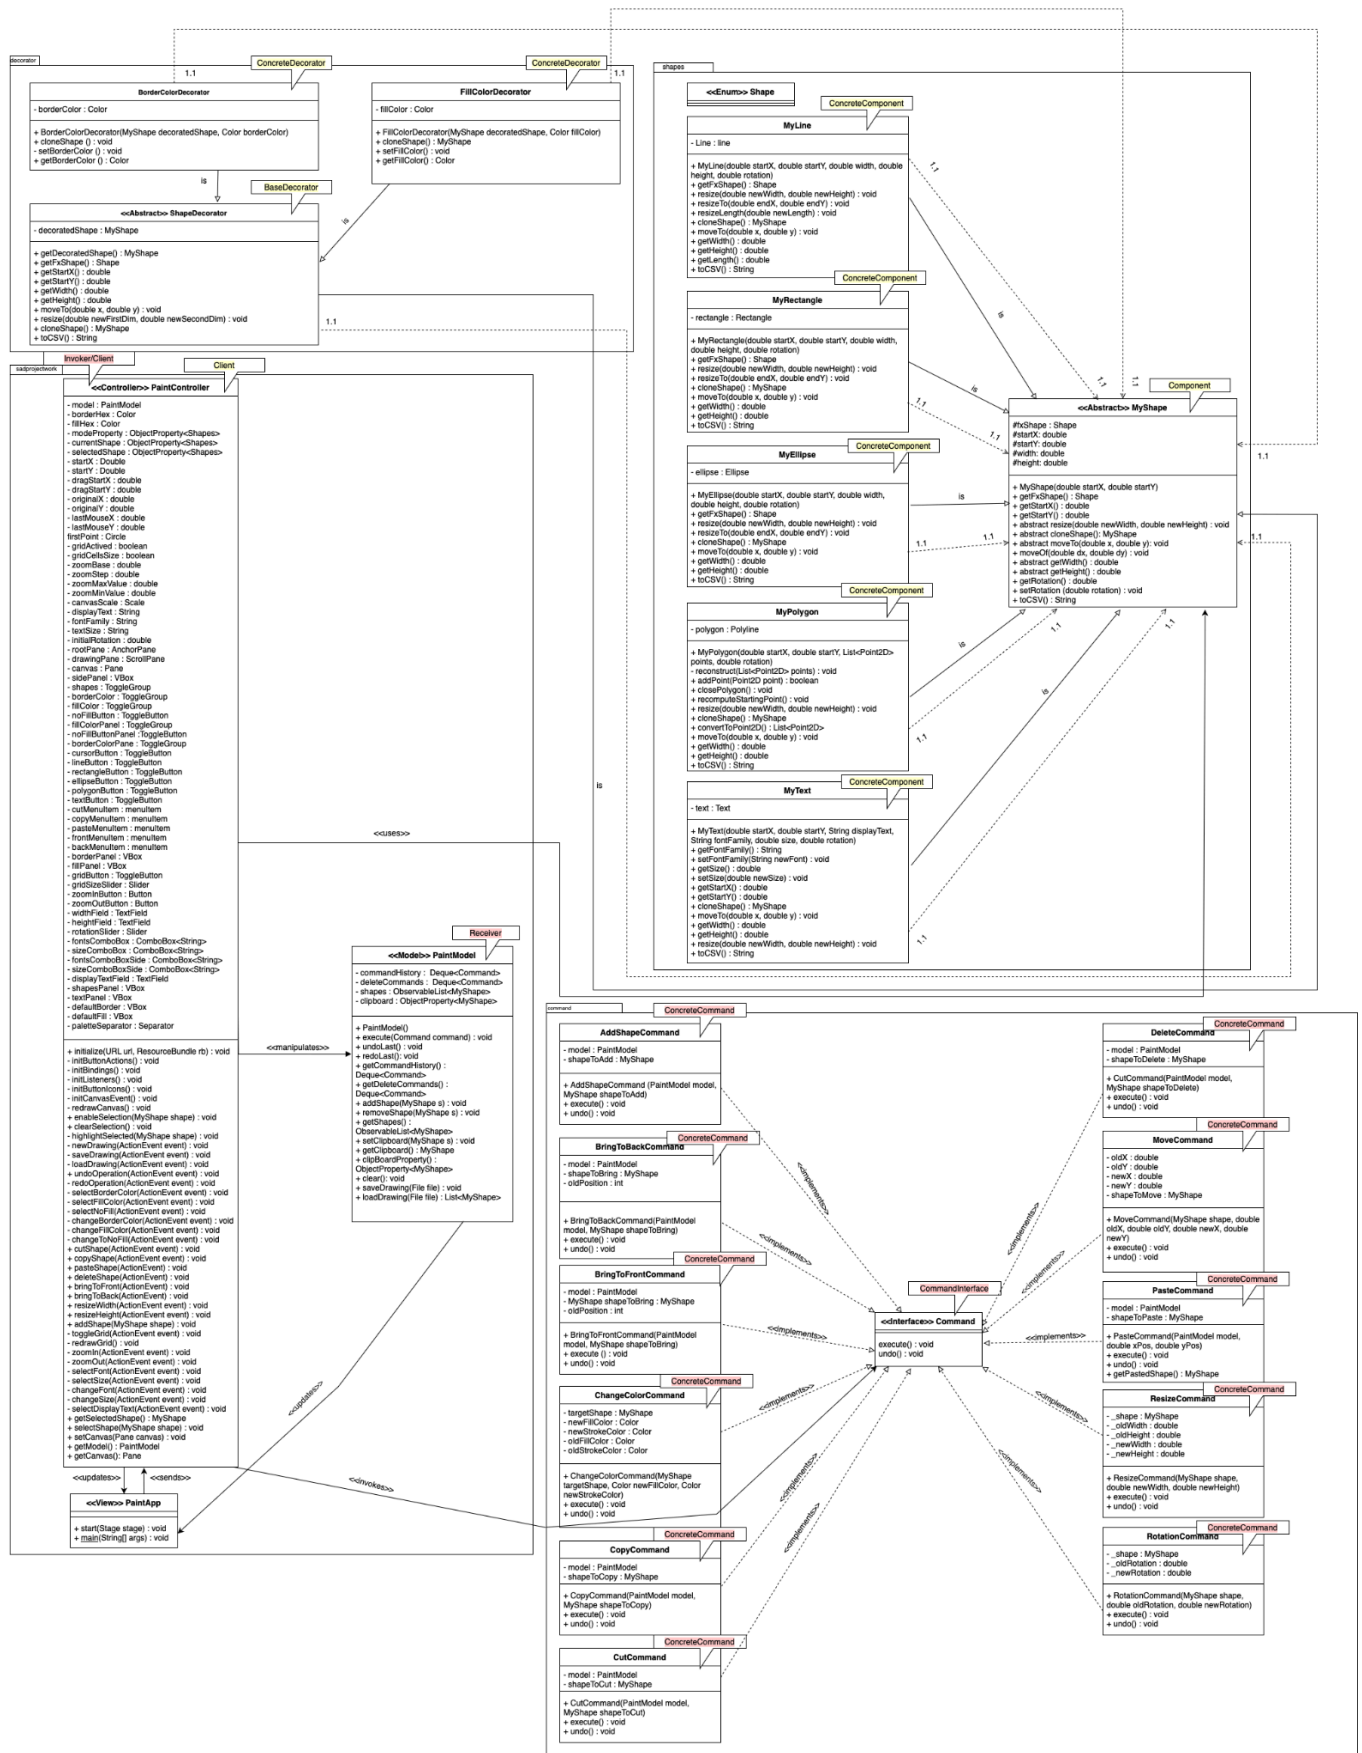 decorator
ConcreteDecorator
BorderColorDecorator
- borderColor : Color
+ BorderColorDecorator(MyShape decoratedShape, Color borderColor)
+ cloneShape () : void
- setBorderColor () : void
+ getBorderColor () : Color
1.1
ConcreteDecorator
FillColorDecorator
- fillColor : Color
+ FillColorDecorator(MyShape decoratedShape, Color fillColor)
+ cloneShape() : MyShape
+ setFillColor() : void
+ getFillColor() : Color
1.1
is
is
BaseDecorator
<<Abstract>> ShapeDecorator
- decoratedShape : MyShape
+ getDecoratedShape() : MyShape
+ getFxShape() : Shape
+ getStartX() : double
+ getStartY() : double
+ getWidth() : double
+ getHeight() : double
+ moveTo(double x, double y) : void
+ resize(double newFirstDim, double newSecondDim) : void
+ cloneShape() : MyShape
+ toCSV() : String
1.1
shapes
<<Enum>> Shape
ConcreteComponent
MyLine
- Line : line
+ MyLine(double startX, double startY, double width, double
height, double rotation)
+ getFxShape() : Shape
+ resize(double newWidth, double newHeight) : void
+ resizeTo(double endX, double endY) : void
+ resizeLength(double newLength) : void
+ cloneShape() : MyShape
+ moveTo(double x, double y) : void
+ getWidth() : double
+ getHeight() : double
+ getLength() : double
+ toCSV() : String
1.1
is
1.1
1.1
ConcreteComponent
MyRectangle
- rectangle : Rectangle
+ MyRectangle(double startX, double startY, double width,
double height, double rotation)
+ getFxShape() : Shape
+ resize(double newWidth, double newHeight) : void
+ resizeTo(double endX, double endY) : void
+ cloneShape() : MyShape
+ moveTo(double x, double y) : void
+ getWidth() : double
+ getHeight() : double
+ toCSV() : String
is
1.1
1.1
ConcreteComponent
MyEllipse
- ellipse : Ellipse
+ MyEllipse(double startX, double startY, double width,
double height, double rotation)
+ getFxShape() : Shape
+ resize(double newWidth, double newHeight) : void
+ resizeTo(double endX, double endY) : void
+ cloneShape() : MyShape
+ moveTo(double x, double y) : void
+ getWidth() : double
+ getHeight() : double
+ toCSV() : String
is
1.1
1.1
ConcreteComponent
MyPolygon
- polygon : Polyline
+ MyPolygon(double startX, double startY, List<Point2D>
points, double rotation)
- reconstruct(List<Point2D> points) : void
+ addPoint(Point2D point) : boolean
+ closePolygon() : void
+ recomputeStartingPoint() : void
+ resize(double newWidth, double newHeight) : void
+ cloneShape() : MyShape
+ convertToPoint2D() : List<Point2D>
+ moveTo(double x, double y) : void
+ getWidth() : double
+ getHeight() : double
+ toCSV() : String
is
1.1
1.1
ConcreteComponent
MyText
- text : Text
+ MyText(double startX, double startY, String displayText,
String fontFamily, double size, double rotation)
+ getFontFamily() : String
+ setFontFamily(String newFont) : void
+ getSize() : double
+ setSize(double newSize) : void
+ getStartX() : double
+ getStartY() : double
+ cloneShape() : MyShape
+ moveTo(double x, double y) : void
+ getWidth() : double
+ getHeight() : double
+ resize(double newWidth, double newHeight) : void
+ toCSV() : String
is
1.1
1.1
Component
<<Abstract>> MyShape
#fxShape : Shape
#startX: double
#startY: double
#width: double
#height: double
+ MyShape(double startX, double startY)
+ getFxShape() : Shape
+ getStartX() : double
+ getStartY() : double
+ abstract resize(double newWidth, double newHeight) : void
+ abstract cloneShape(): MyShape
+ abstract moveTo(double x, double y): void
+ moveOf(double dx, double dy) : void
+ abstract getWidth() : double
+ abstract getHeight() : double
+ getRotation() : double
+ setRotation (double rotation) : void
+ toCSV() : String
1.1
1.1
sadprojectwork
Invoker/Client
Client
<<Controller>> PaintController
- model : PaintModel
- borderHex : Color
- fillHex : Color
- modeProperty : ObjectProperty<Shapes>
- currentShape : ObjectProperty<Shapes>
- selectedShape : ObjectProperty<Shapes>
- startX : Double
- startY : Double
- dragStartX : double
- dragStartY : double
- originalX : double
- originalY : double
- lastMouseX : double
- lastMouseY : double
firstPoint : Circle
- gridActived : boolean
- gridCellsSize : boolean
- zoomBase : double
- zoomStep : double
- zoomMaxValue : double
- zoomMinValue : double
- canvasScale : Scale
- displayText : String
- fontFamily : String
- textSize : String
- initialRotation : double
- rootPane : AnchorPane
- drawingPane : ScrollPane
- canvas : Pane
- sidePanel : VBox
- shapes : ToggleGroup
- borderColor : ToggleGroup
- fillColor : ToggleGroup
- noFillButton : ToggleButton
- fillColorPanel : ToggleGroup
- noFillButtonPanel :ToggleButton
- borderColorPane : ToggleGroup
- cursorButton : ToggleButton
- lineButton : ToggleButton
- rectangleButton : ToggleButton
- ellipseButton : ToggleButton
- polygonButton : ToggleButton
- textButton : ToggleButton
- cutMenuItem : menuItem
- copyMenuItem : menuItem
- pasteMenuItem : menuItem
- frontMenuItem : menuItem
- backMenuitem : menuItem
- borderPanel : VBox
- fillPanel : VBox
- gridButton : ToggleButton
- gridSizeSlider : Slider
- zoomInButton : Button
- zoomOutButton : Button
- widthField : TextField
- heightField : TextField
- rotationSlider : Slider
- fontsComboBox : ComboBox<String>
- sizeComboBox : ComboBox<String>
- fontsComboBoxSide : ComboBox<String>
- sizeComboBoxSide : ComboBox<String>
- displayTextField : TextField
- shapesPanel : VBox
- textPanel : VBox
- defaultBorder : VBox
- defaultFill : VBox
- paletteSeparator : Separator
+ initialize(URL url, ResourceBundle rb) : void
- initButtonActions() : void
- initBindings() : void
- initListeners() : void
- initButtonIcons() : void
- initCanvasEvent() : void
- redrawCanvas() : void
+ enableSelection(MyShape shape) : void
+ clearSelection() : void
- highlightSelected(MyShape shape) : void
- newDrawing(ActionEvent event) : void
- saveDrawing(ActionEvent event) : void
- loadDrawing(ActionEvent event) : void
+ undoOperation(ActionEvent event) : void
- redoOperation(ActionEvent event) : void
- selectBorderColor(ActionEvent event) : void
- selectFillColor(ActionEvent event) : void
- selectNoFill(ActionEvent event) : void
- changeBorderColor(ActionEvent event) : void
- changeFillColor(ActionEvent event) : void
- changeToNoFill(ActionEvent event) : void
+ cutShape(ActionEvent event) : void
+ copyShape(ActionEvent event) : void
+ pasteShape(ActionEvent) : void
+ deleteShape(ActionEvent event) : void
+ bringToFront(ActionEvent) : void
+ bringToBack(ActionEvent) : void
+ resizeWidth(ActionEvent event) : void
+ resizeHeight(ActionEvent event) : void
+ addShape(MyShape shape) : void
- toggleGrid(ActionEvent event) : void
- redrawGrid() : void
- zoomIn(ActionEvent event) : void
- zoomOut(ActionEvent event) : void
- selectFont(ActionEvent event) : void
- selectSize(ActionEvent event) : void
- changeFont(ActionEvent event) : void
- changeSize(ActionEvent event) : void
- selectDisplayText(ActionEvent event) : void
+ getSelectedShape() : MyShape
+ selectShape(MyShape shape) : void
+ setCanvas(Pane canvas) : void
+ getModel() : PaintModel
+ getCanvas(): Pane
<<uses>>
is
<<manipulates>>
<<updates>>
<<updates>>
<<sends>>
<<invokes>>
Receiver
<<Model>> PaintModel
- commandHistory : Deque<Command>
- deleteCommands : Deque<Command>
- shapes : ObservableList<MyShape>
- clipboard : ObjectProperty<MyShape>
+ PaintModel()
+ execute(Command command) : void
+ undoLast() : void
+ redoLast(): void
+ getCommandHistory() :
Deque<Command>
+ getDeleteCommands() :
Deque<Command>
+ addShape(MyShape s) : void
+ removeShape(MyShape s) : void
+ getShapes() :
ObservableList<MyShape>
+ setClipboard(MyShape s) : void
+ getClipboard() : MyShape
+ clipBoardProperty() :
ObjectProperty<MyShape>
+ clear(): void
+ saveDrawing(File file) : void
+ loadDrawing(File file) : List<MyShape>
<<View>> PaintApp
+ start(Stage stage) : void
+ main(String[] args) : void
command
ConcreteCommand
AddShapeCommand
- model : PaintModel
- shapeToAdd : MyShape
+ AddShapeCommand (PaintModel model,
MyShape shapeToAdd)
+ execute() : void
+ undo() : void
ConcreteCommand
BringToBackCommand
- model : PaintModel
- shapeToBring : MyShape
- oldPosition : int
+ BringToBackCommand(PaintModel
model, MyShape shapeToBring)
+ execute() : void
+ undo() : void
ConcreteCommand
BringToFrontCommand
- model : PaintModel
- MyShape shapeToBring : MyShape
- oldPosition : int
+ BringToFrontCommand(PaintModel
model, MyShape shapeToBring)
+ execute () : void
+ undo() : void
ConcreteCommand
ChangeColorCommand
- targetShape : MyShape
- newFillColor : Color
- newStrokeColor : Color
- oldFillColor : Color
- oldStrokeColor : Color
+ ChangeColorCommand(MyShape
targetShape, Color newFillColor, Color
newStrokeColor)
+ execute() : void
+ undo() : void
ConcreteCommand
CopyCommand
- model : PaintModel
- shapeToCopy : MyShape
+ CopyCommand(PaintModel model,
MyShape shapeToCopy)
+ execute() : void
+ undo() : void
ConcreteCommand
CutCommand
- model : PaintModel
- shapeToCut : MyShape
+ CutCommand(PaintModel model,
MyShape shapeToCut)
+ execute() : void
+ undo() : void
<<implements>>
<<implements>>
<<implements>>
<<implements>>
<<implements>>
<<implements>>
CommandInterface
<<Interface>> Command
execute() : void
undo() : void
<<implements>>
<<implements>>
<<implements>>
<<implements>>
<<implements>>
ConcreteCommand
DeleteCommand
- model : PaintModel
- shapeToDelete : MyShape
+ CutCommand(PaintModel model,
MyShape shapeToDelete)
+ execute() : void
+ undo() : void
ConcreteCommand
MoveCommand
- oldX : double
- oldY : double
- newX : double
- newY : double
- shapeToMove : MyShape
+ MoveCommand(MyShape shape, double
oldX, double oldY, double newX, double
newY)
+ execute() : void
+ undo() : void
ConcreteCommand
PasteCommand
- model : PaintModel
- shapeToPaste : MyShape
+ PasteCommand(PaintModel model,
double xPos, double yPos)
+ execute() : void
+ undo() : void
+ getPastedShape() : MyShape
ConcreteCommand
ResizeCommand
- _shape : MyShape
- _oldWidth : double
- _oldHeight : double
- _newWidth : double
- _newHeight : double
+ ResizeCommand(MyShape shape,
double newWidth, double newHeight)
+ execute() : void
+ undo() : void
ConcreteCommand
RotationCommand
- _shape : MyShape
- _oldRotation : double
- _newRotation : double
+ RotationCommand(MyShape shape,
double oldRotation, double newRotation)
+ execute() : void
+ undo() : void